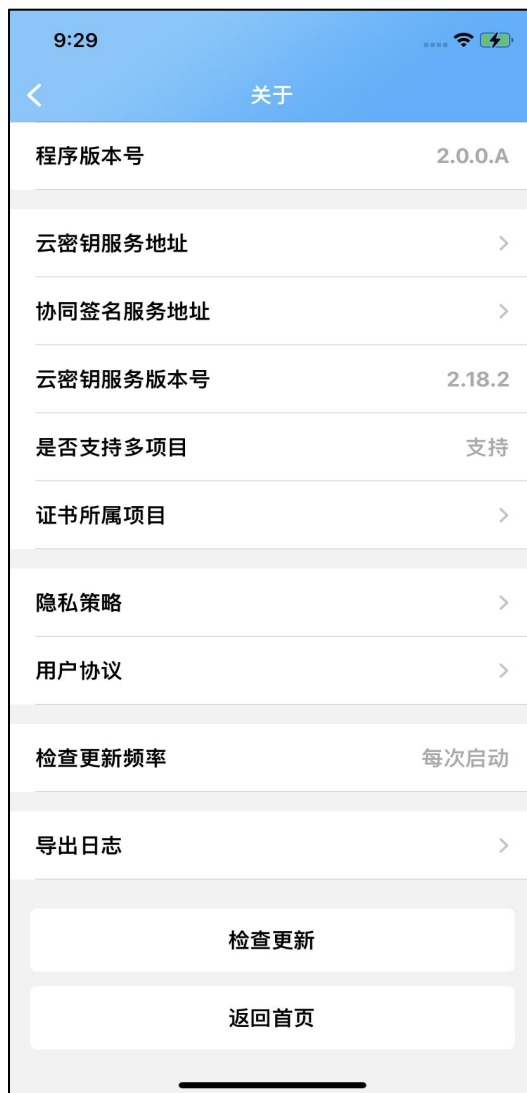 9:29
关于
程序版本号 2.0.0.A
云密钥服务地址
协同签名服务地址
云密钥服务版本号 2.18.2
是否支持多项目 支持
证书所属项目
隐私策略
用户协议
检查更新频率 每次启动
导出日志
检查更新
返回首页